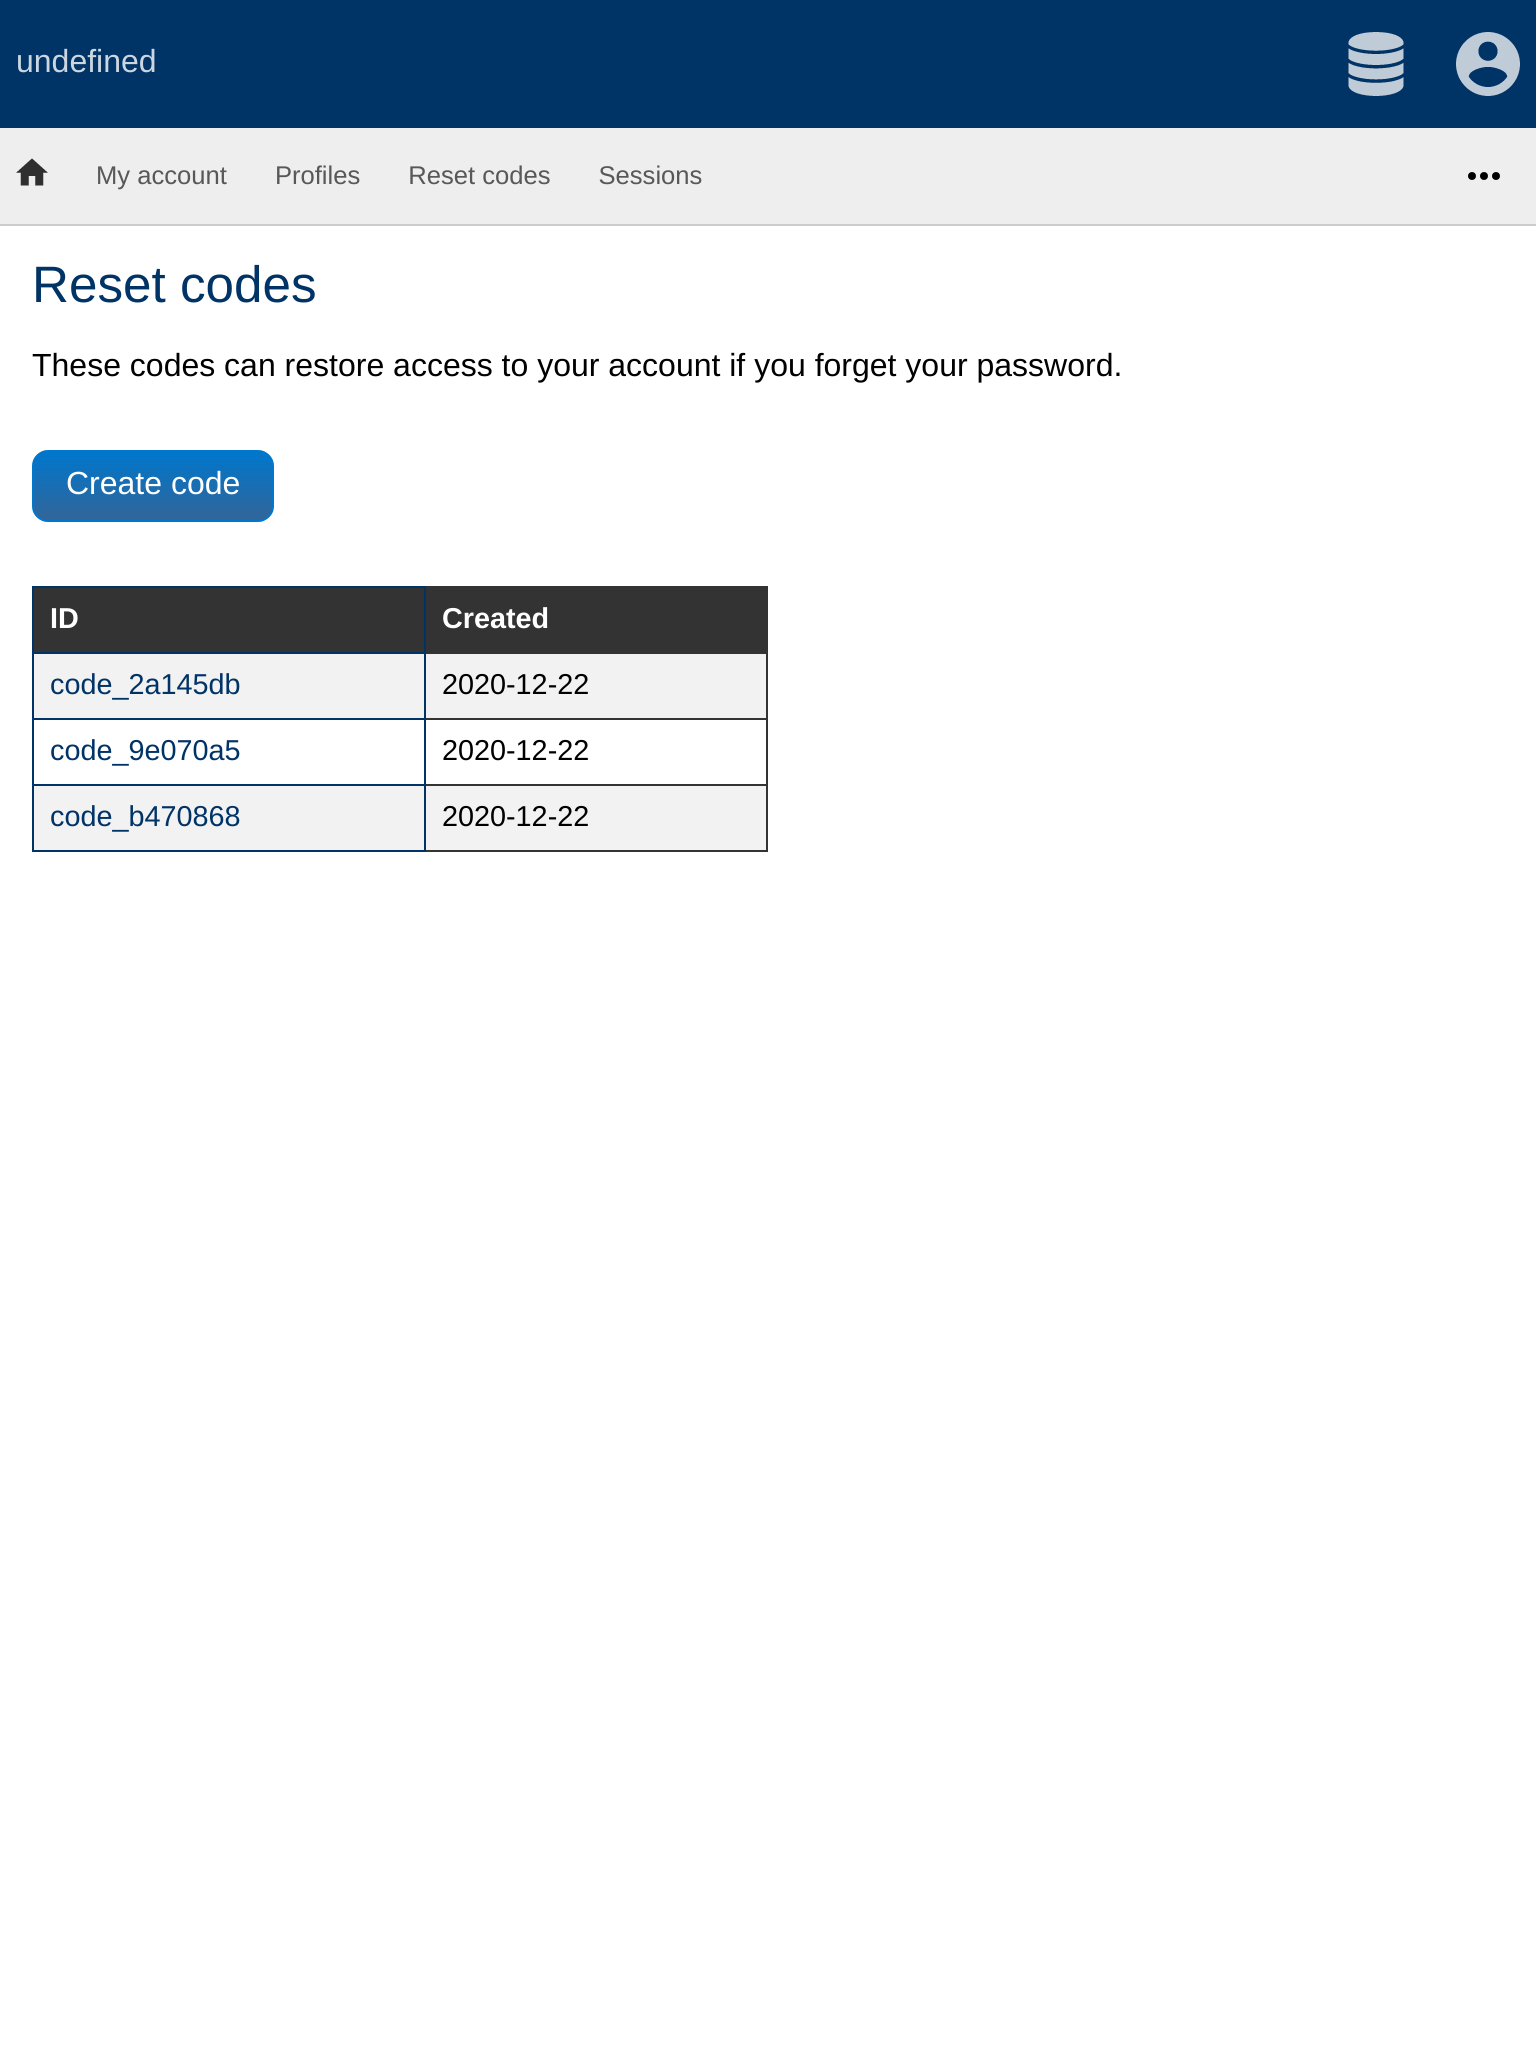 undefined
My account Profiles Reset codes Sessions
Reset codes
These codes can restore access to your account if you forget your password.
Create code
ID Created
code_2a145db 2020-12-22
code_9e070a5 2020-12-22
code_b470868 2020-12-22